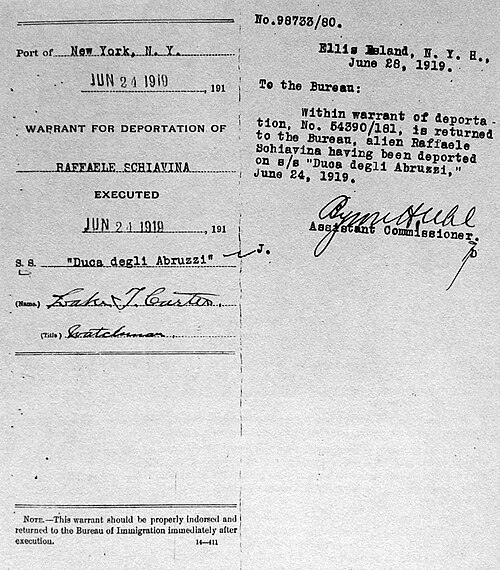 Port of New York, N. Y.
JUN 24 1919, 191
WARRANT FOR DEPORTATION OF
RAFFAELE SCHIAVINA
EXECUTED
JUN 24 1919, 191
S. S. "Duca degli Abruzzi"
(Name.) T. Carter
(Title) Watchman
NOTE.—This warrant should be properly indorsed and
returned to the Bureau of Immigration immediately after
execution. 14—411
No.98733/80.
Ellis Island, N. Y. H.,
June 28, 1919.
To the Bureau:
Within warrant of deporta-
tion, No. 54390/181, is returned
to the Bureau, alien Raffaele
Schiavina having been deported
on s/s "Duca degli Abruzzi,"
June 24, 1919.
Byron H. Uhl
Assistant Commissioner.
J.